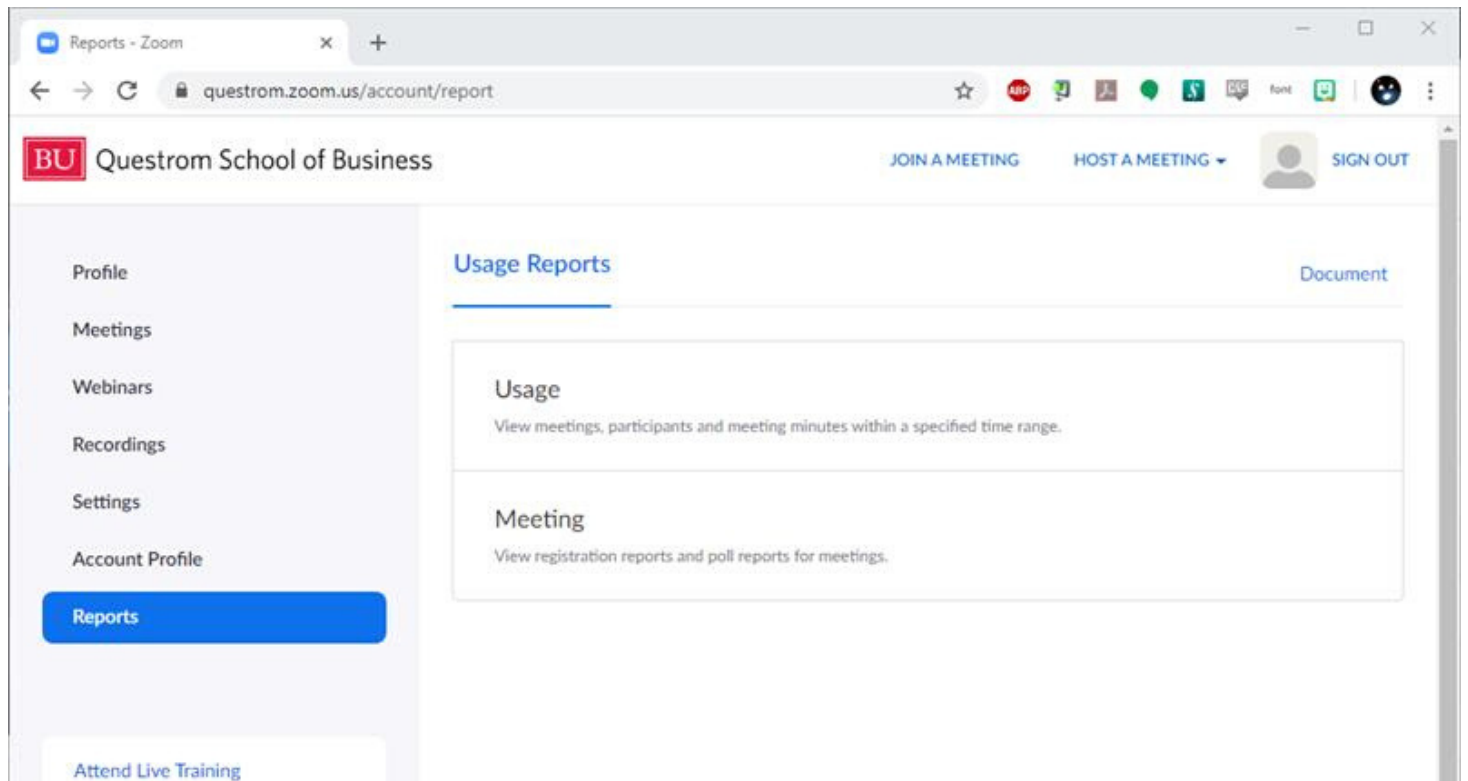 Reports - Zoom
questrom.zoom.us/account/report
ABP
font
BU Questrom School of Business
JOIN A MEETING
HOST A MEETING
SIGN OUT
Profile
Meetings
Webinars
Recordings
Settings
Account Profile
Reports
Attend Live Training
Usage Reports
Document
Usage
View meetings, participants and meeting minutes within a specified time range.
Meeting
View registration reports and poll reports for meetings.